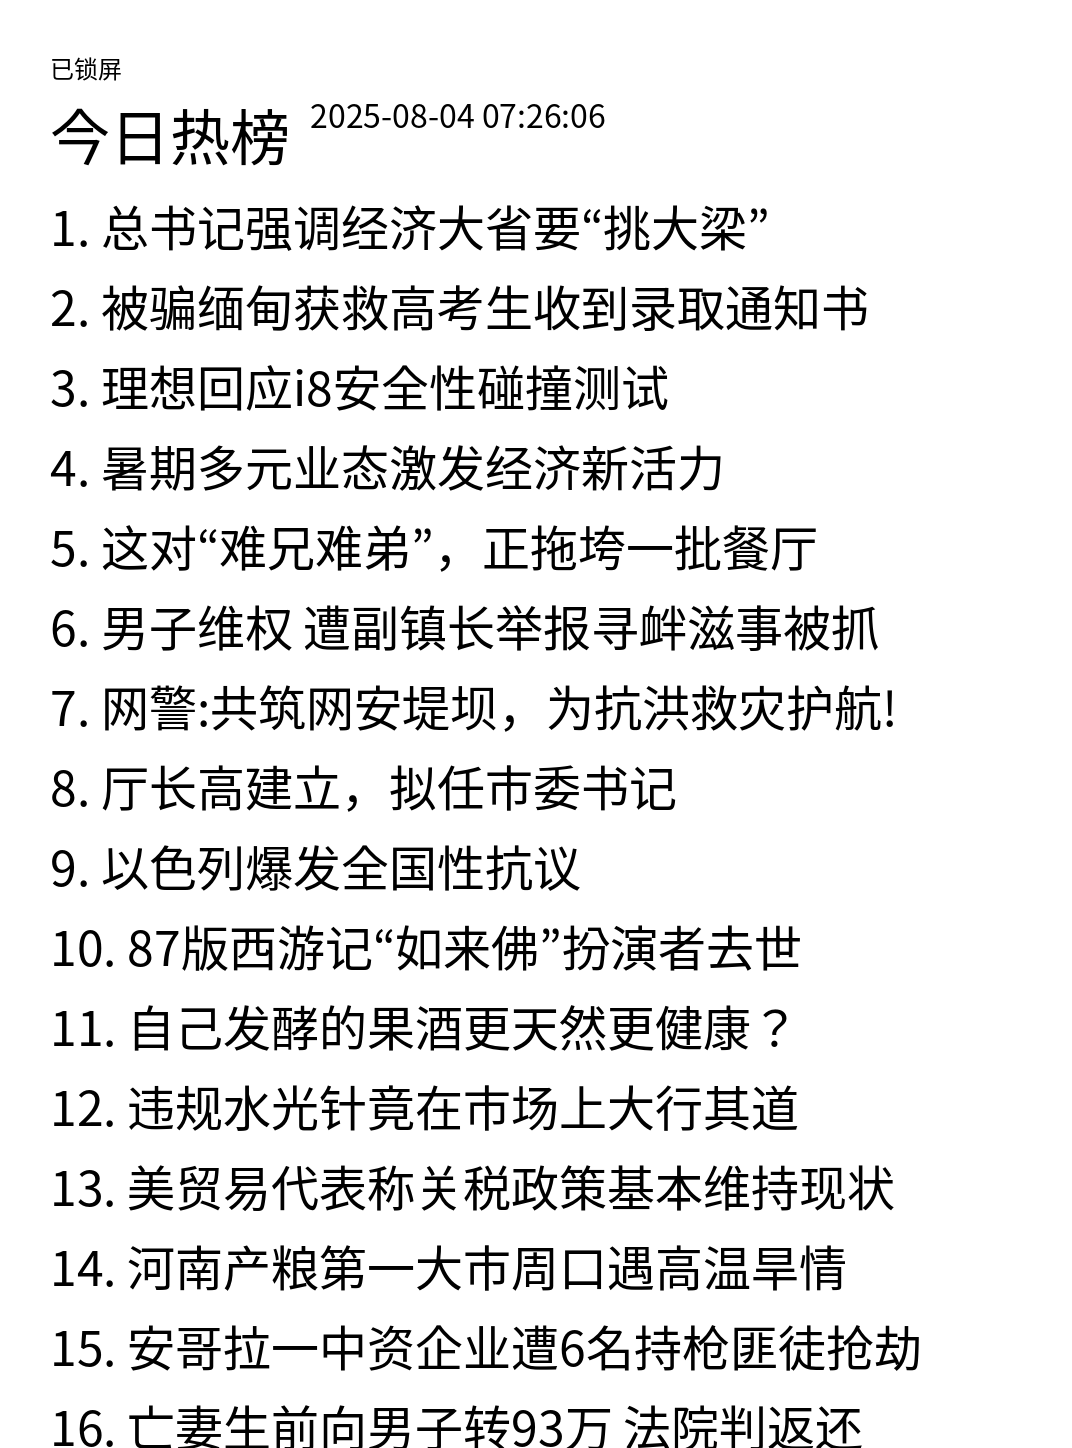 已锁屏
今日热榜 2025-08-04 07:26:06
1. 总书记强调经济大省要“挑大梁”
2. 被骗缅甸获救高考生收到录取通知书
3. 理想回应i8安全性碰撞测试
4. 暑期多元业态激发经济新活力
5. 这对“难兄难弟”，正拖垮一批餐厅
6. 男子维权 遭副镇长举报寻衅滋事被抓
7. 网警:共筑网安堤坝，为抗洪救灾护航!
8. 厅长高建立，拟任市委书记
9. 以色列爆发全国性抗议
10. 87版西游记“如来佛”扮演者去世
11. 自己发酵的果酒更天然更健康？
12. 违规水光针竟在市场上大行其道
13. 美贸易代表称关税政策基本维持现状
14. 河南产粮第一大市周口遇高温旱情
15. 安哥拉一中资企业遭6名持枪匪徒抢劫
16. 亡妻生前向男子转93万 法院判返还